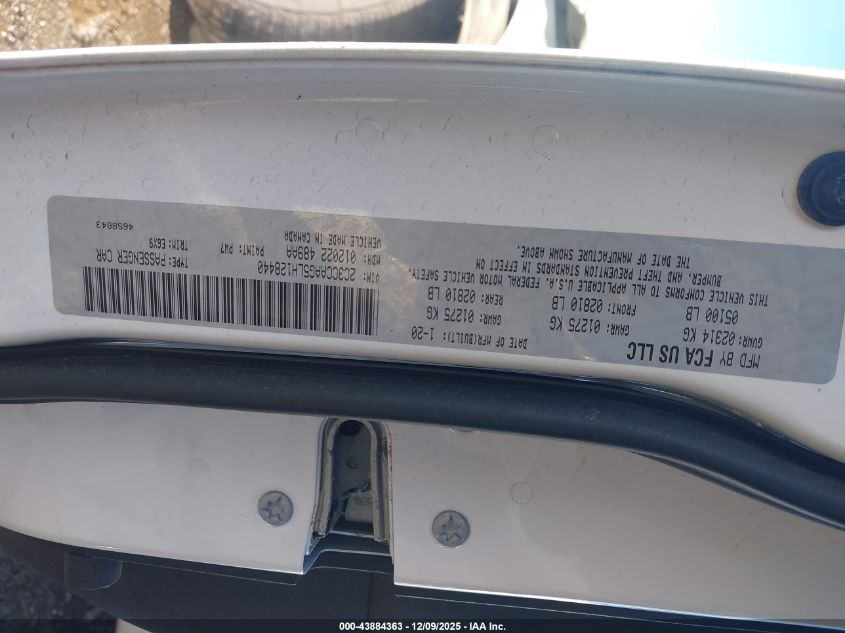 MFD BY FCA US LLC
DATE OF MFR(BUILT): 1-20
GVWR: 02314 KG
05100 LB
GAWR: 01275 KG
FRONT: 02810 LB
GAWR: 01275 KG
REAR: 02810 LB
THIS VEHICLE CONFORMS TO ALL APPLICABLE U.S.A. FEDERAL MOTOR VEHICLE SAFETY,
BUMPER, AND THEFT PREVENTION STANDARDS IN EFFECT ON
THE DATE OF MANUFACTURE SHOWN ABOVE.
VIN: 2C3CCAAG5LH128440
TYPE: PASSENGER CAR
MDH: 012022 489AA
PAINT: PW7
TRIM: E6X9
VEHICLE MADE IN CANADA
4658843
000-43884363 - 12/09/2025 - IAA Inc.